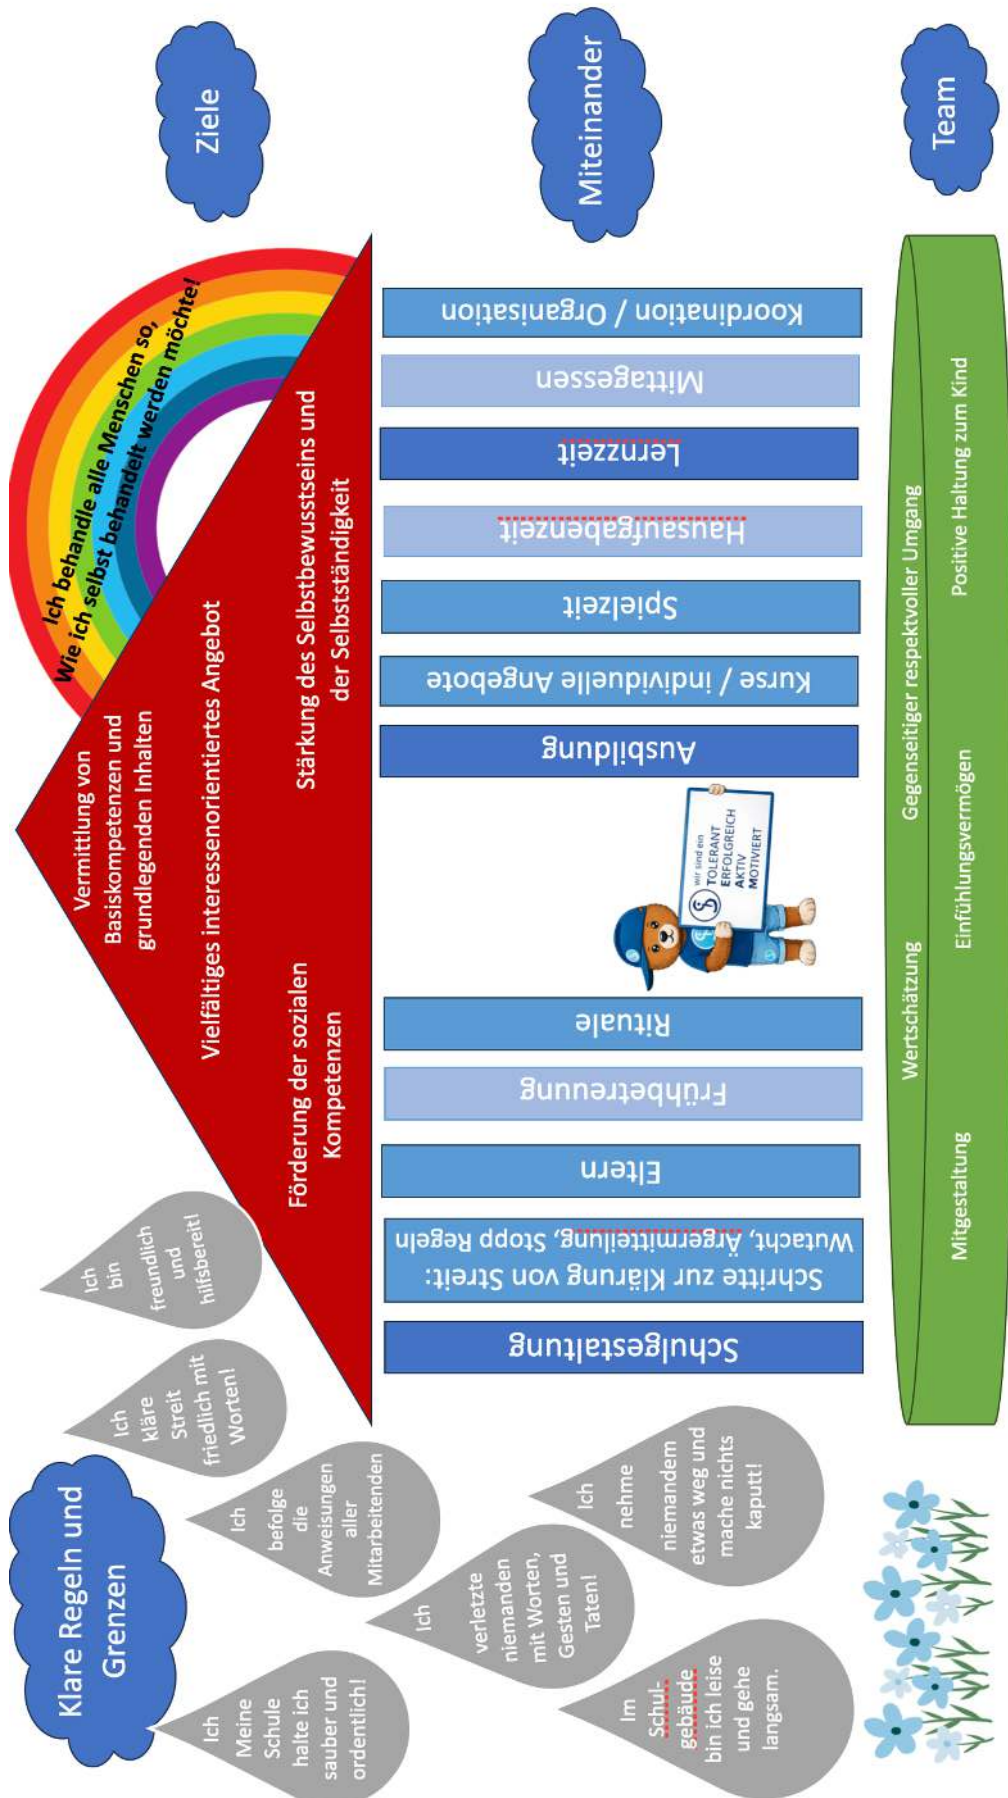 Klare Regeln und
Grenzen
Ich
Meine
Schule
halte ich
sauber und
ordentlich!
Ich
befolge
die
Anweisungen
aller
Mitarbeitenden
Ich
kläre
Streit
friedlich mit
Worten!
Ich
bin
freundlich
und
hilfsbereit!
Ich
verletzte
niemanden
mit Worten,
Gesten und
Taten!
Im
Schul-
gebäude
bin ich leise
und gehe
langsam.
Ich
nehme
niemandem
etwas weg und
mache nichts
kaputt!
Ich behandle alle Menschen so,
Wie ich selbst behandelt werden möchte!
Ziele
Vermittlung von
Basiskompetenzen und
grundlegenden Inhalten
Vielfältiges interessenorientiertes Angebot
Förderung der sozialen
Kompetenzen
Stärkung des Selbstbewusstseins und
der Selbstständigkeit
Schulgestaltung
Schritte zur Klärung von Streit:
Wutacht, Ärgermitteilung, Stopp Regeln
Eltern
Frühbetreuung
Rituale
wir sind ein
TOLERANT
ERFOLGREICH
AKTIV
MOTIVIERT
Ausbildung
Kurse / individuelle Angebote
Spielzeit
Hausaufgabenzeit
Lernzzeit
Mittagessen
Koordination / Organisation
Miteinander
Wertschätzung
Gegenseitiger respektvoller Umgang
Mitgestaltung
Einfühlungsvermögen
Positive Haltung zum Kind
Team